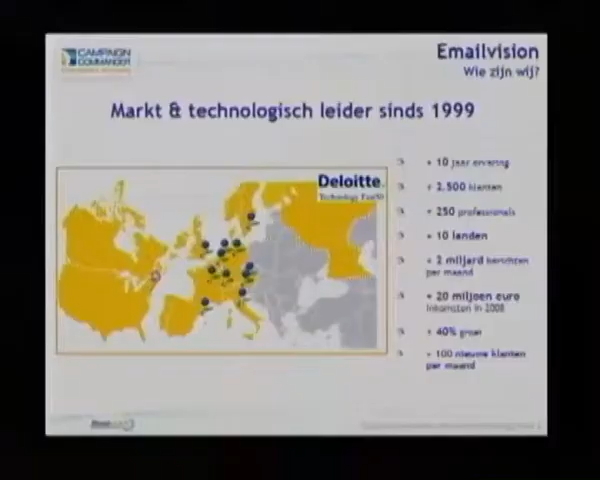 CAMPAIGN
COMMANDER
Emailvision
Wie zijn wij?
Markt & technologisch leider sinds 1999
Deloitte.
Technology Fast50
+ 10 jaar ervaring
+ 2.500 klanten
+ 250 professionals
+ 10 landen
+ 2 miljard berichten
per maand
+ 20 miljoen euro
inkomsten in 2008
+ 40% groei
+ 100 nieuwe klanten
per maand